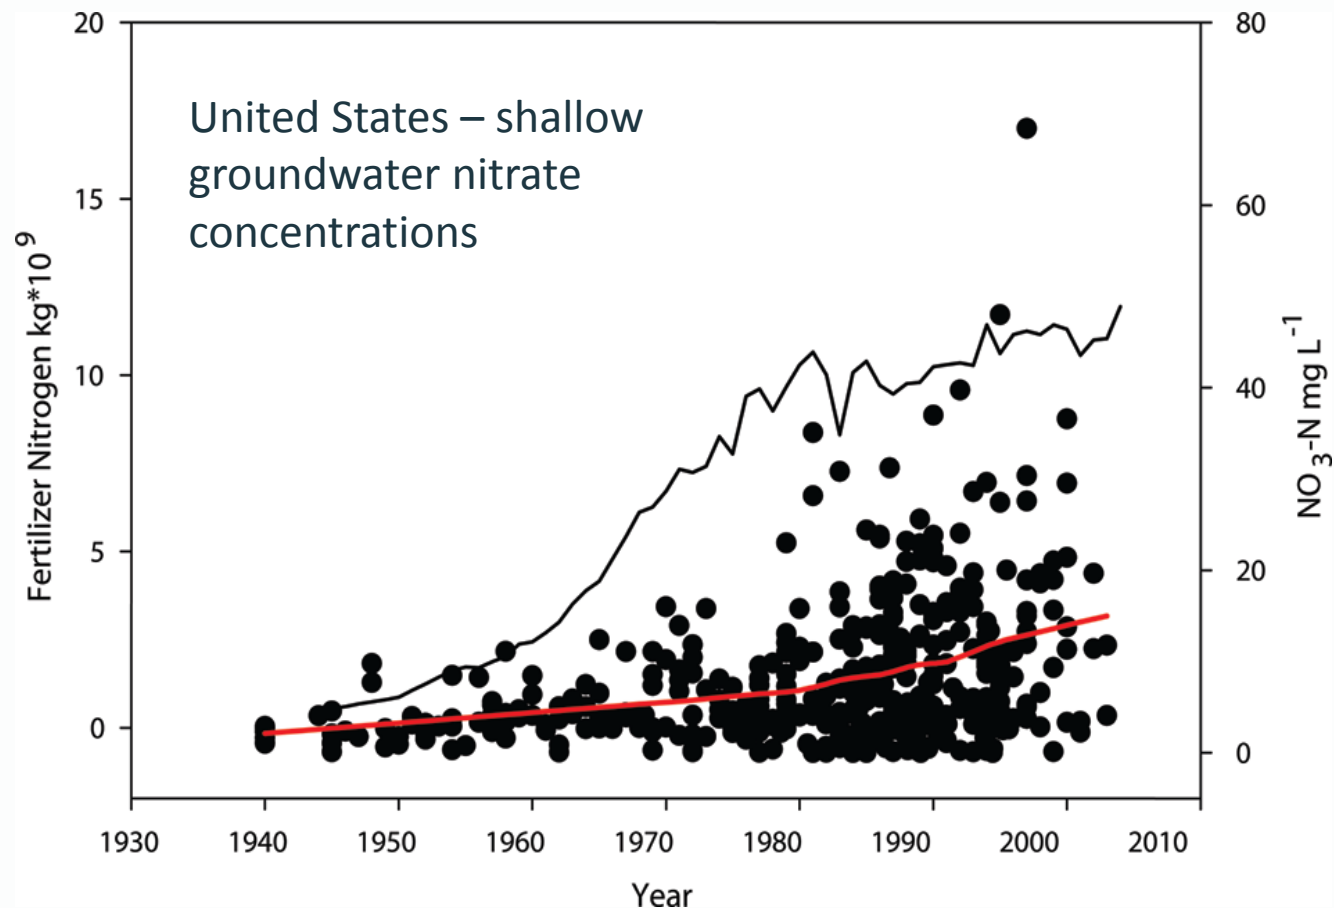 United States – shallow
groundwater nitrate
concentrations
20
15
10
5
0
Fertilizer Nitrogen kg*10 9
80
60
40
20
0
NO3-N mg L-1
1930 1940 1950 1960 1970 1980 1990 2000 2010
Year